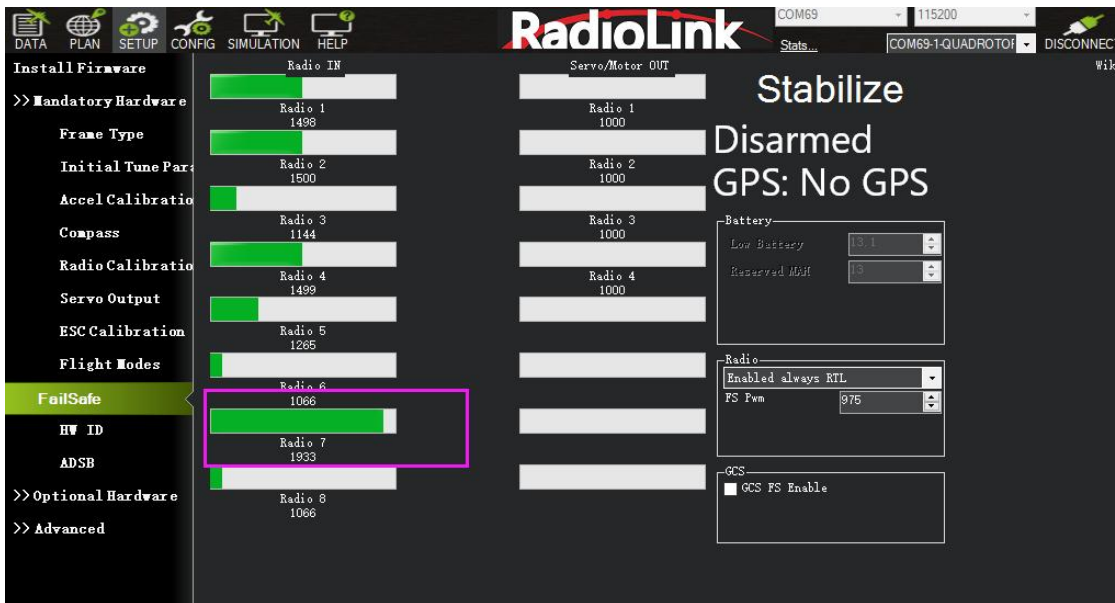 DATA PLAN SETUP CONFIG SIMULATION HELP
RadioLink
COM69 115200
Stats... COM69-1-QUADROTOR DISCONNEC
Install Firmware
>> Mandatory Hardware
Frame Type
Initial Tune Para
Accel Calibratio
Compass
Radio Calibratio
Servo Output
ESC Calibration
Flight Modes
FailSafe
HW ID
ADSB
>> Optional Hardware
>> Advanced
Radio IN
Radio 1
1498
Radio 2
1500
Radio 3
1144
Radio 4
1499
Radio 5
1265
Radio 6
1066
Radio 7
1933
Radio 8
1066
Servo/Motor OUT
Radio 1
1000
Radio 2
1000
Radio 3
1000
Radio 4
1000
Wik
Stabilize
Disarmed
GPS: No GPS
Battery
Low Battery 13.1
Reserved MAH 13
Radio
Enabled always RTL
FS Pwm 975
GCS
GCS FS Enable